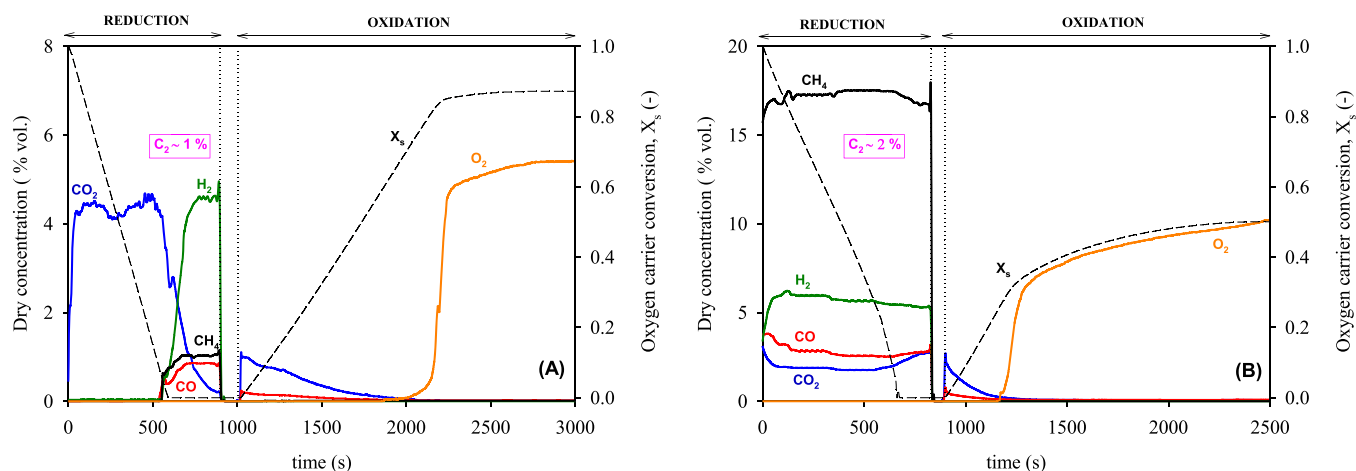 REDUCTION
OXIDATION
8
6
4
2
0
Dry concentration ( % vol.)
1.0
0.8
0.6
0.4
0.2
0.0
Oxygen carrier conversion, Xs (-)
C2 ~ 1 %
Xs
O2
CO2
H2
CH4
CO
(A)
0
500
1000
1500
2000
2500
3000
time (s)
REDUCTION
OXIDATION
20
15
10
5
0
Dry concentration ( % vol.)
1.0
0.8
0.6
0.4
0.2
0.0
Oxygen carrier conversion, Xs (-)
CH4
C2 ~ 2 %
Xs
O2
H2
CO
CO2
(B)
0
500
1000
1500
2000
2500
time (s)